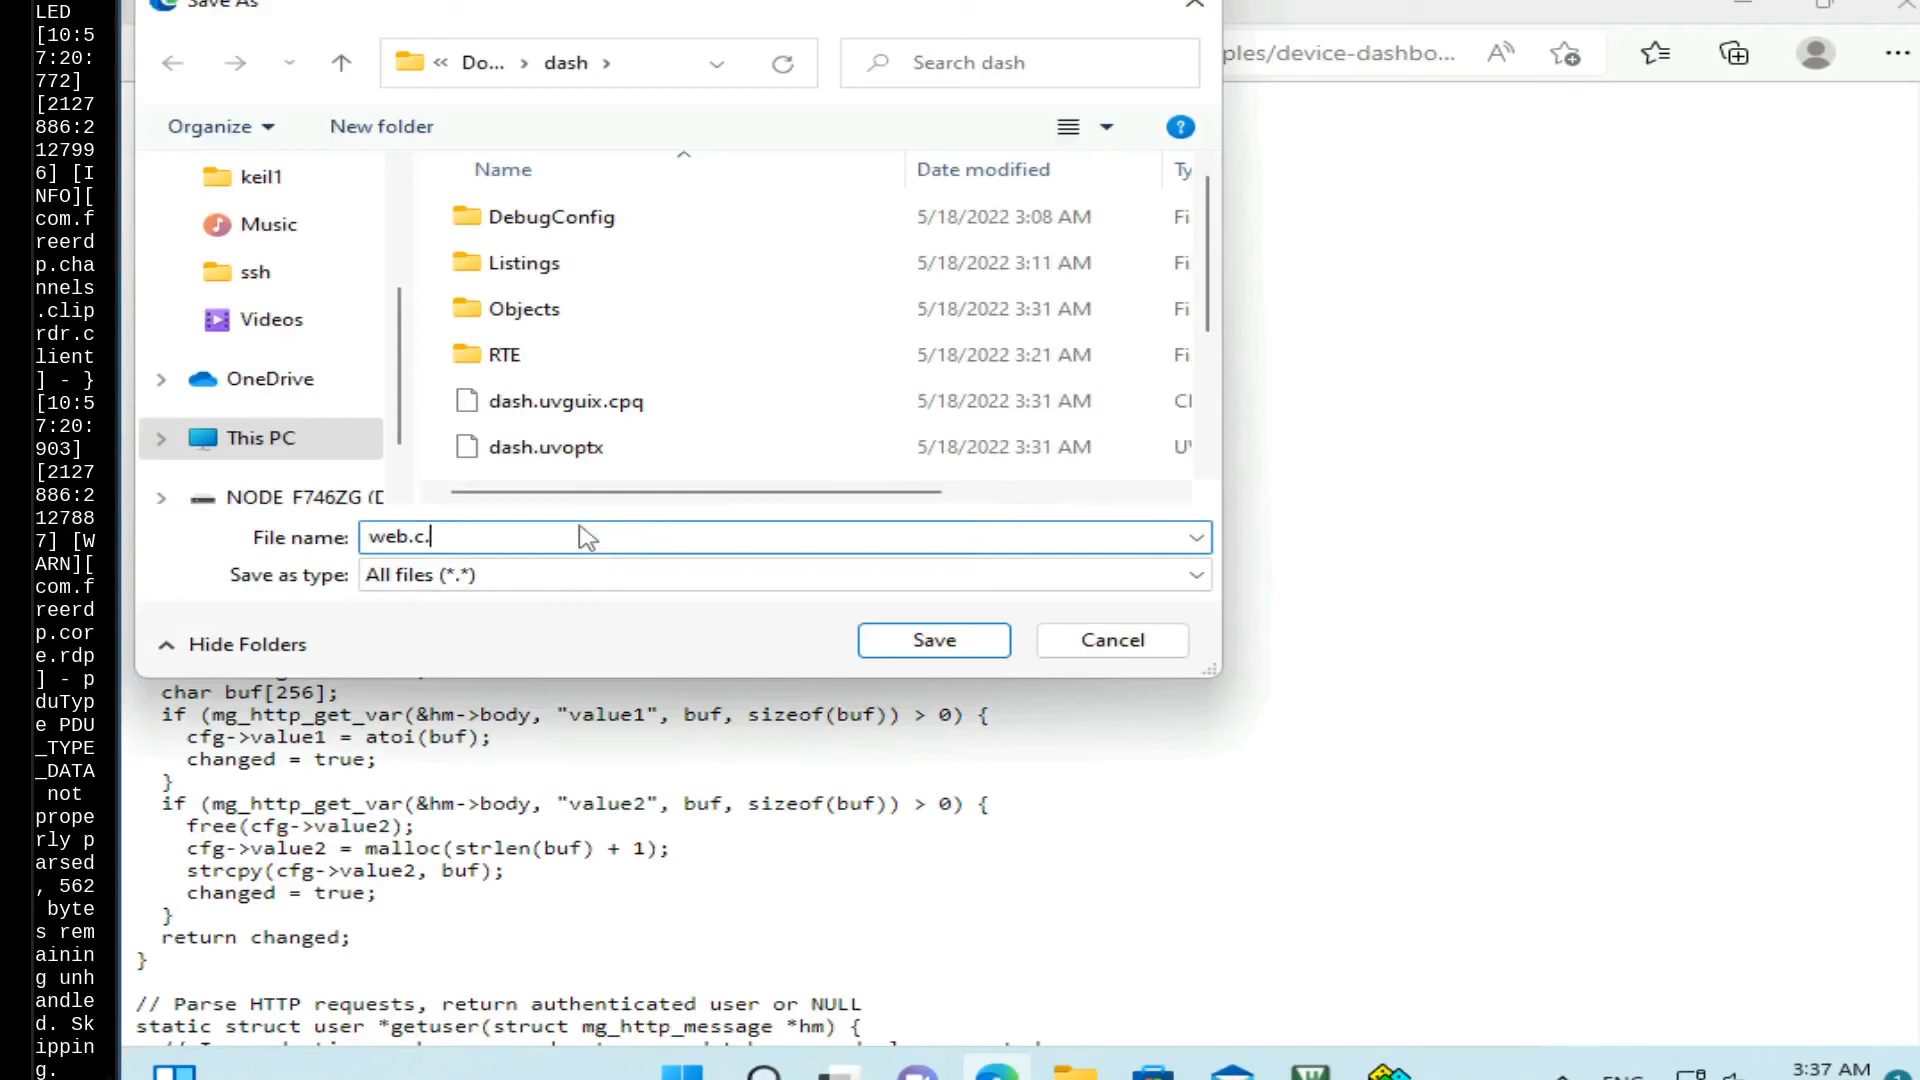 LED
[10:5
7:20:
772]
[2127
886:2
12799
6] [I
NFO][
com.f
reerd
p.cha
nnels
.clip
rdr.c
lient
] - }
[10:5
7:20:
903]
[2127
886:2
12788
7] [W
ARN][
com.f
reerd
p.cor
e.rdp
] - p
duTyp
e PDU
_TYPE
_DATA
not
prope
rly p
arsed
, 562
byte
s rem
ainin
g unh
andle
d. Sk
ippin
g.
Save As
« Do... › dash ›
Search dash
ples/device-dashbo...
Organize
New folder
keil1
Music
ssh
Videos
OneDrive
This PC
NODE_F746ZG (D
Name Date modified Ty
DebugConfig 5/18/2022 3:08 AM Fi
Listings 5/18/2022 3:11 AM Fi
Objects 5/18/2022 3:31 AM Fi
RTE 5/18/2022 3:21 AM Fi
dash.uvguix.cpq 5/18/2022 3:31 AM CI
dash.uvoptx 5/18/2022 3:31 AM U
File name: web.c.
Save as type: All files (*.*)
Hide Folders
Save
Cancel
char buf[256];
if (mg_http_get_var(&hm->body, "value1", buf, sizeof(buf)) > 0) {
cfg->value1 = atoi(buf);
changed = true;
}
if (mg_http_get_var(&hm->body, "value2", buf, sizeof(buf)) > 0) {
free(cfg->value2);
cfg->value2 = malloc(strlen(buf) + 1);
strcpy(cfg->value2, buf);
changed = true;
}
return changed;
}
// Parse HTTP requests, return authenticated user or NULL
static struct user *getuser(struct mg_http_message *hm) {
3:37 AM